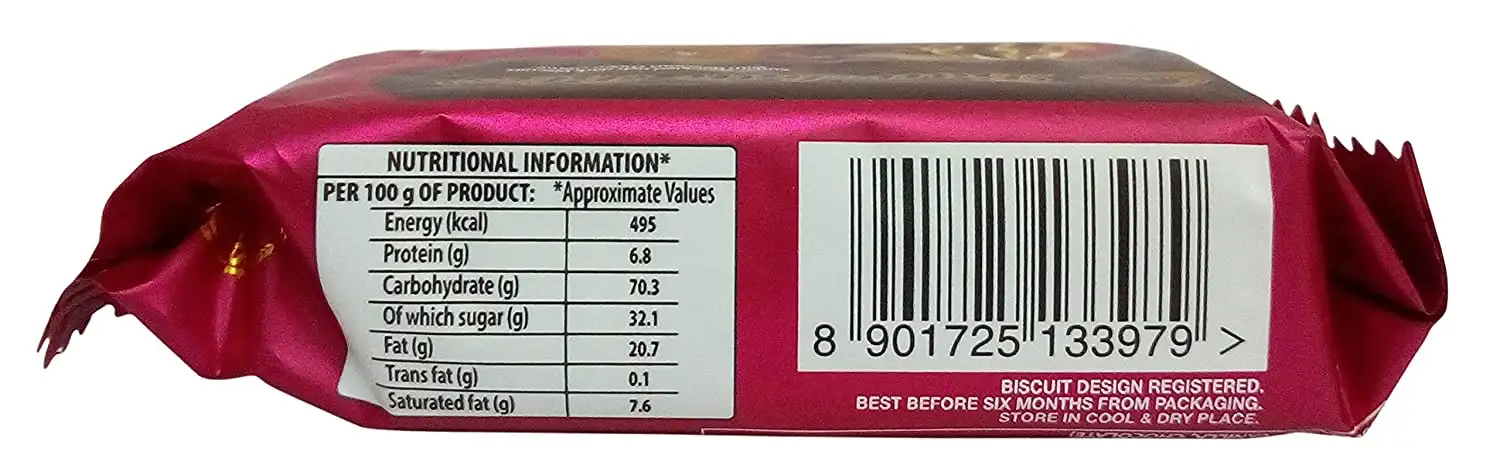 NUTRITIONAL INFORMATION*
PER 100 g OF PRODUCT: *Approximate Values
Energy (kcal) 495
Protein (g) 6.8
Carbohydrate (g) 70.3
Of which sugar (g) 32.1
Fat (g) 20.7
Trans fat (g) 0.1
Saturated fat (g) 7.6
8 901725 133979 >
BISCUIT DESIGN REGISTERED.
BEST BEFORE SIX MONTHS FROM PACKAGING.
STORE IN COOL & DRY PLACE.
VANILLA, CHOCOLATE)